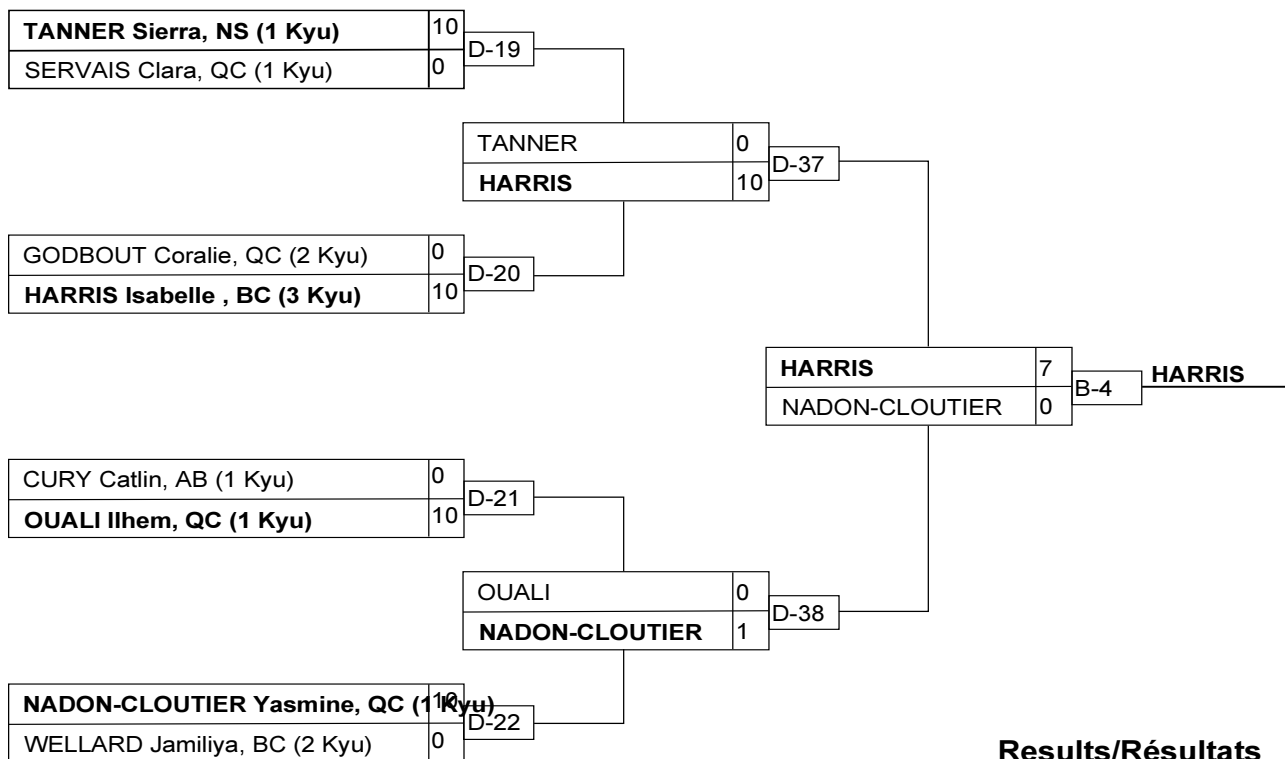 TANNER Sierra, NS (1 Kyu) 10
D-19
SERVAIS Clara, QC (1 Kyu) 0
TANNER 0
D-37
HARRIS 10
GODBOUT Coralie, QC (2 Kyu) 0
D-20
HARRIS Isabelle , BC (3 Kyu) 10
HARRIS 7
B-4 HARRIS
NADON-CLOUTIER 0
CURY Catlin, AB (1 Kyu) 0
D-21
OUALI Ilhem, QC (1 Kyu) 10
OUALI 0
D-38
NADON-CLOUTIER 1
NADON-CLOUTIER Yasmine, QC (1 Kyu) 10
D-22
WELLARD Jamiliya, BC (2 Kyu) 0
Results/Résultats